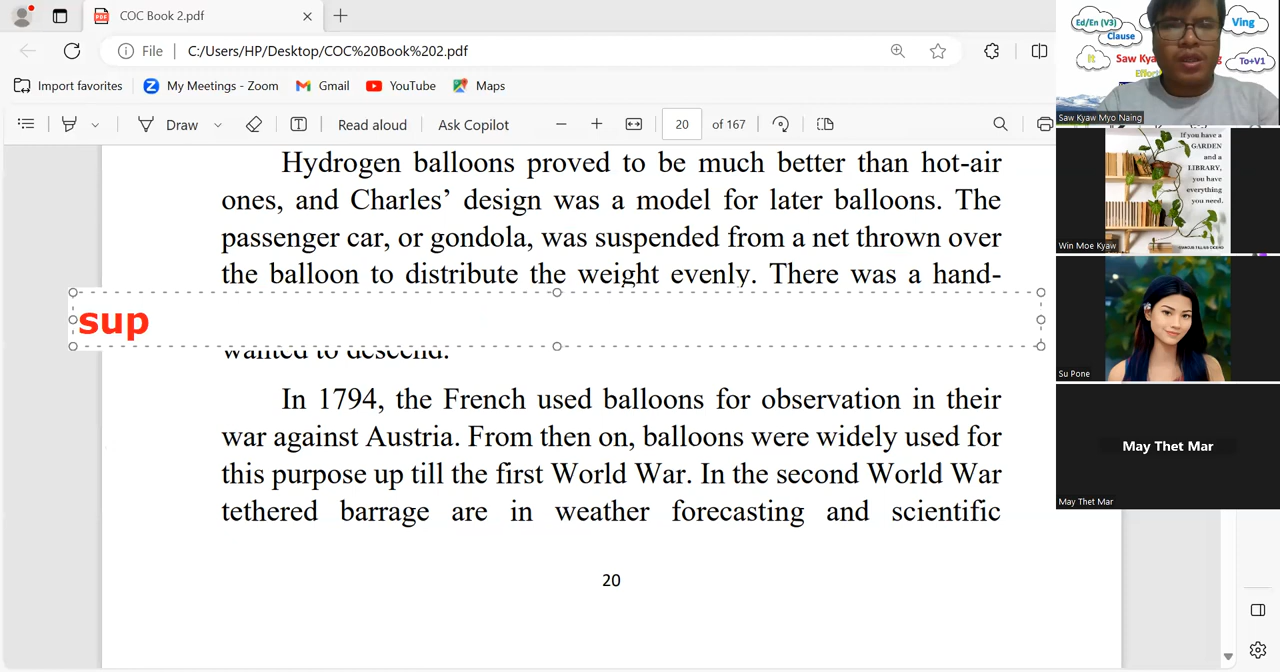 COC Book 2.pdf
File
C:/Users/HP/Desktop/COC%20Book%202.pdf
Import favorites
My Meetings - Zoom
Gmail
YouTube
Maps
Draw
Read aloud
Ask Copilot
20
of 167
Hydrogen balloons proved to be much better than hot-air
ones, and Charles’ design was a model for later balloons. The
passenger car, or gondola, was suspended from a net thrown over
the balloon to distribute the weight evenly. There was a hand-
sup
wanted to descend.
In 1794, the French used balloons for observation in their
war against Austria. From then on, balloons were widely used for
this purpose up till the first World War. In the second World War
tethered barrage are in weather forecasting and scientific
20
Ed/En (V3)
Clause
Ving
It
Saw Kya
To+V1
Saw Kyaw Myo Naing
If you have a
GARDEN
and a
LIBRARY,
you have
everything
you need.
Win Moe Kyaw
Su Pone
May Thet Mar
May Thet Mar